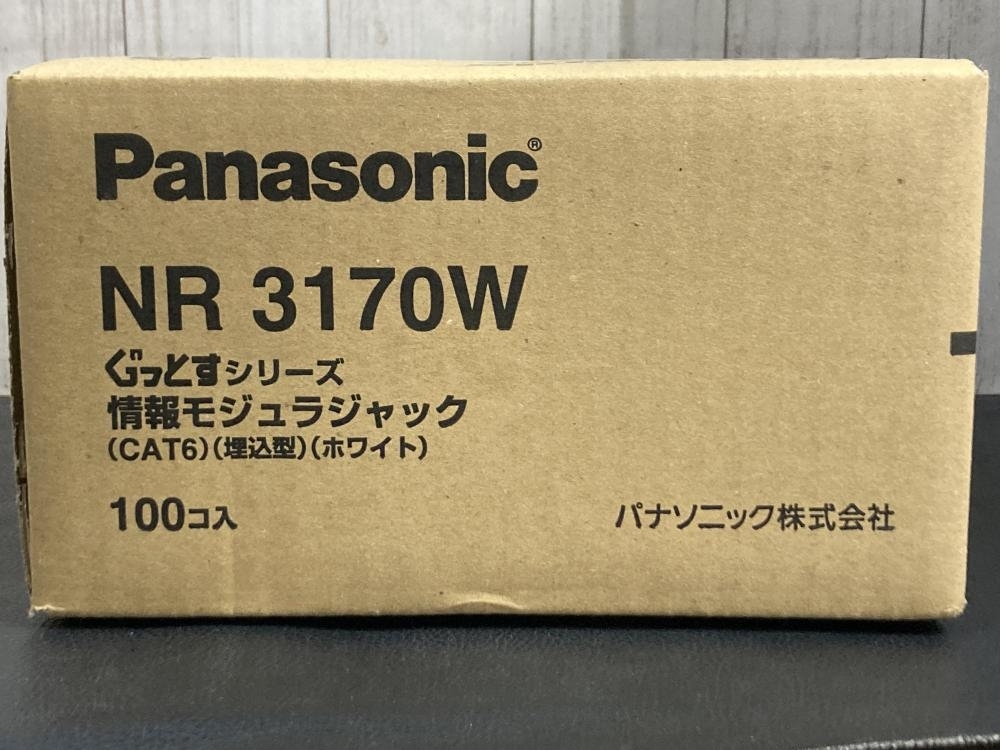 Panasonic®
NR 3170W
ぐっとすシリーズ
情報モジュラジャック
(CAT6)(埋込型)(ホワイト)
100コ入
パナソニック株式会社